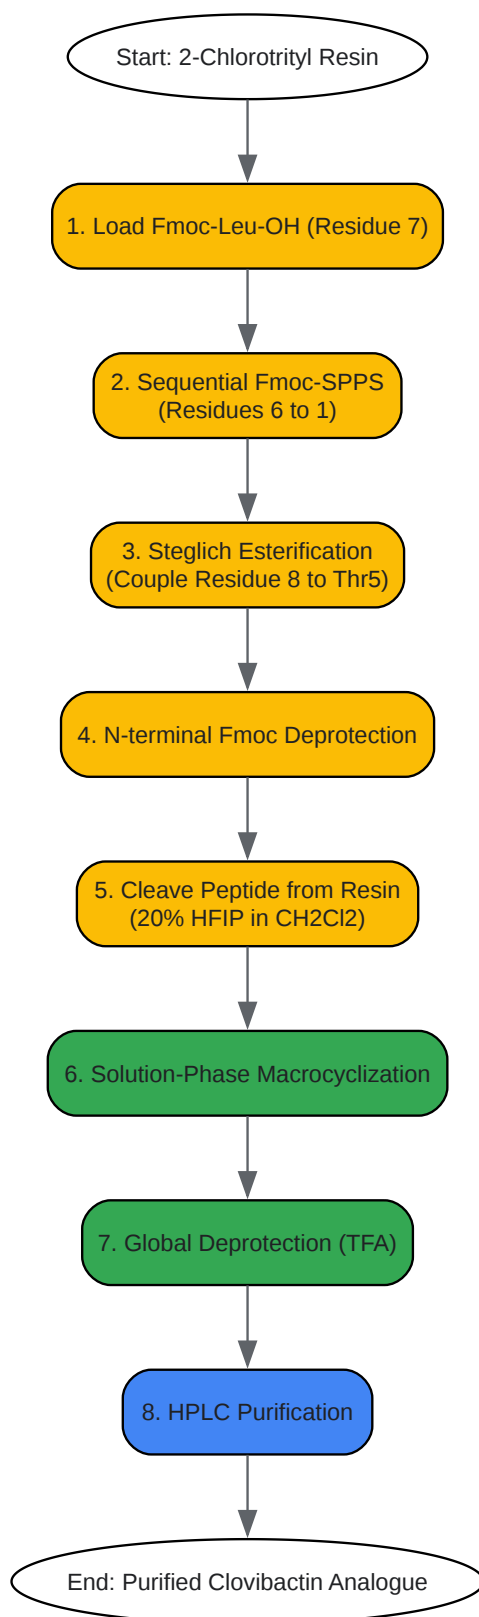 Start: 2-Chlorotrityl Resin
1. Load Fmoc-Leu-OH (Residue 7)
2. Sequential Fmoc-SPPS
(Residues 6 to 1)
3. Steglich Esterification
(Couple Residue 8 to Thr5)
4. N-terminal Fmoc Deprotection
5. Cleave Peptide from Resin
(20% HFIP in CH2Cl2)
6. Solution-Phase Macrocyclization
7. Global Deprotection (TFA)
8. HPLC Purification
End: Purified Clovibactin Analogue